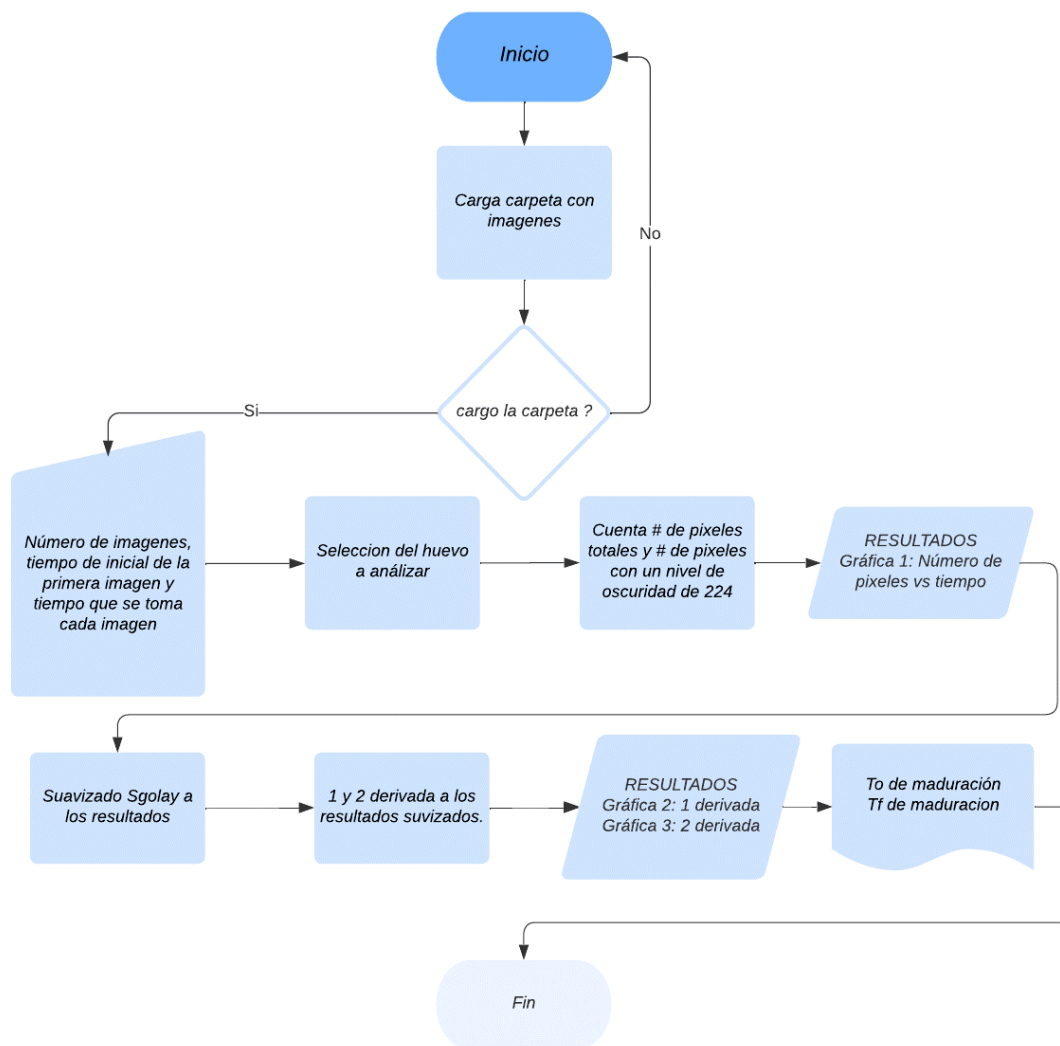 Inicio
Carga carpeta con
imagenes
No
cargo la carpeta ?
Si
Número de imagenes,
tiempo de inicial de la
primera imagen y
tiempo que se toma
cada imagen
Seleccion del huevo
a análizar
Cuenta # de pixeles
totales y # de pixeles
con un nivel de
oscuridad de 224
RESULTADOS
Gráfica 1: Número de
pixeles vs tiempo
Suavizado Sgolay a
los resultados
1 y 2 derivada a los
resultados suvizados.
RESULTADOS
Gráfica 2: 1 derivada
Gráfica 3: 2 derivada
To de maduración
Tf de maduracion
Fin